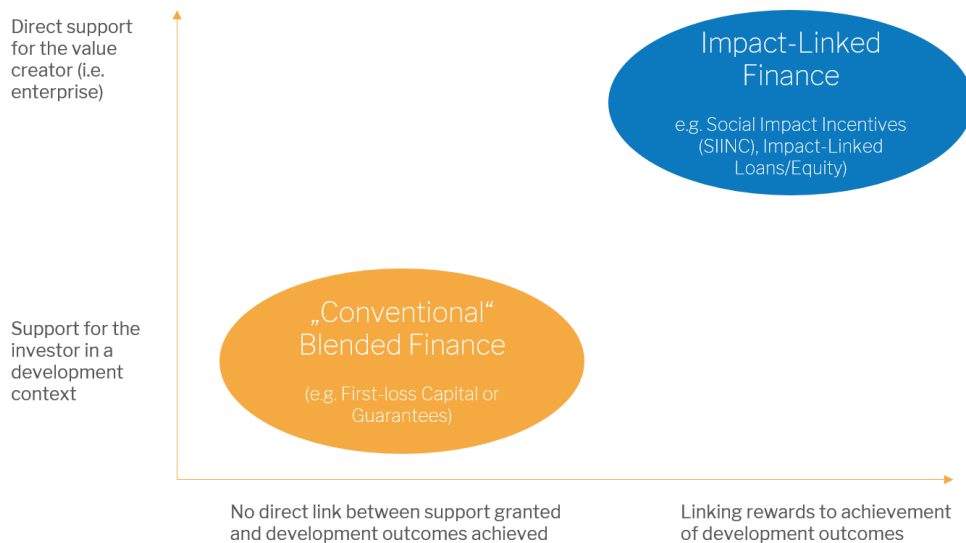 Direct support
for the value
creator (i.e.
enterprise)
Impact-Linked
Finance
e.g. Social Impact Incentives
(SIINC), Impact-Linked
Loans/Equity)
Support for the
investor in a
development
context
„Conventional“
Blended Finance
(e.g. First-loss Capital or
Guarantees)
No direct link between support granted
and development outcomes achieved
Linking rewards to achievement
of development outcomes